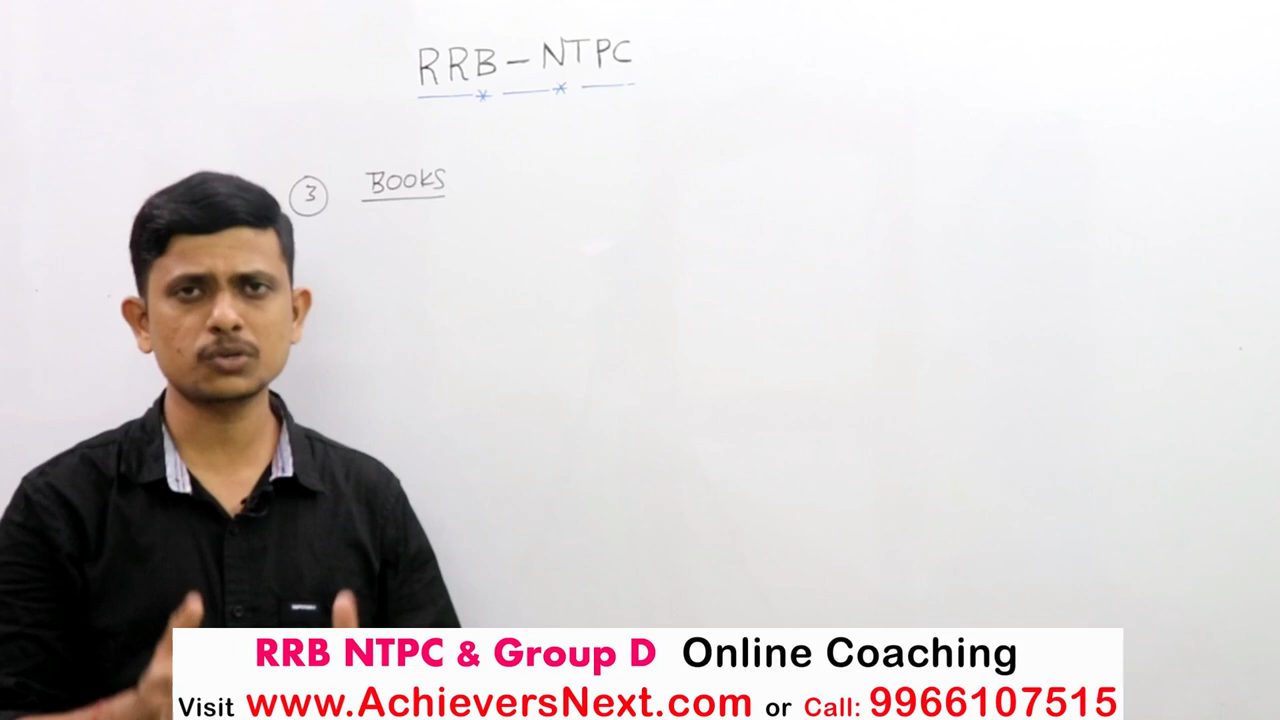 RRB - NTPC
3 BOOKS
RRB NTPC & Group D Online Coaching
Visit www.AchieversNext.com or Call: 9966107515